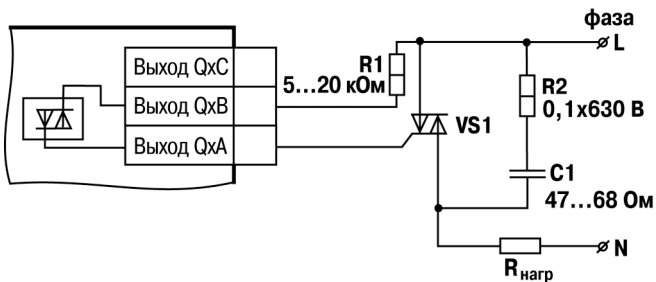 фаза
L
Выход QxC
R1
5...20 кОм
Выход QxB
R2
0,1x630 В
VS1
Выход QxA
C1
47...68 Ом
N
Rнагр